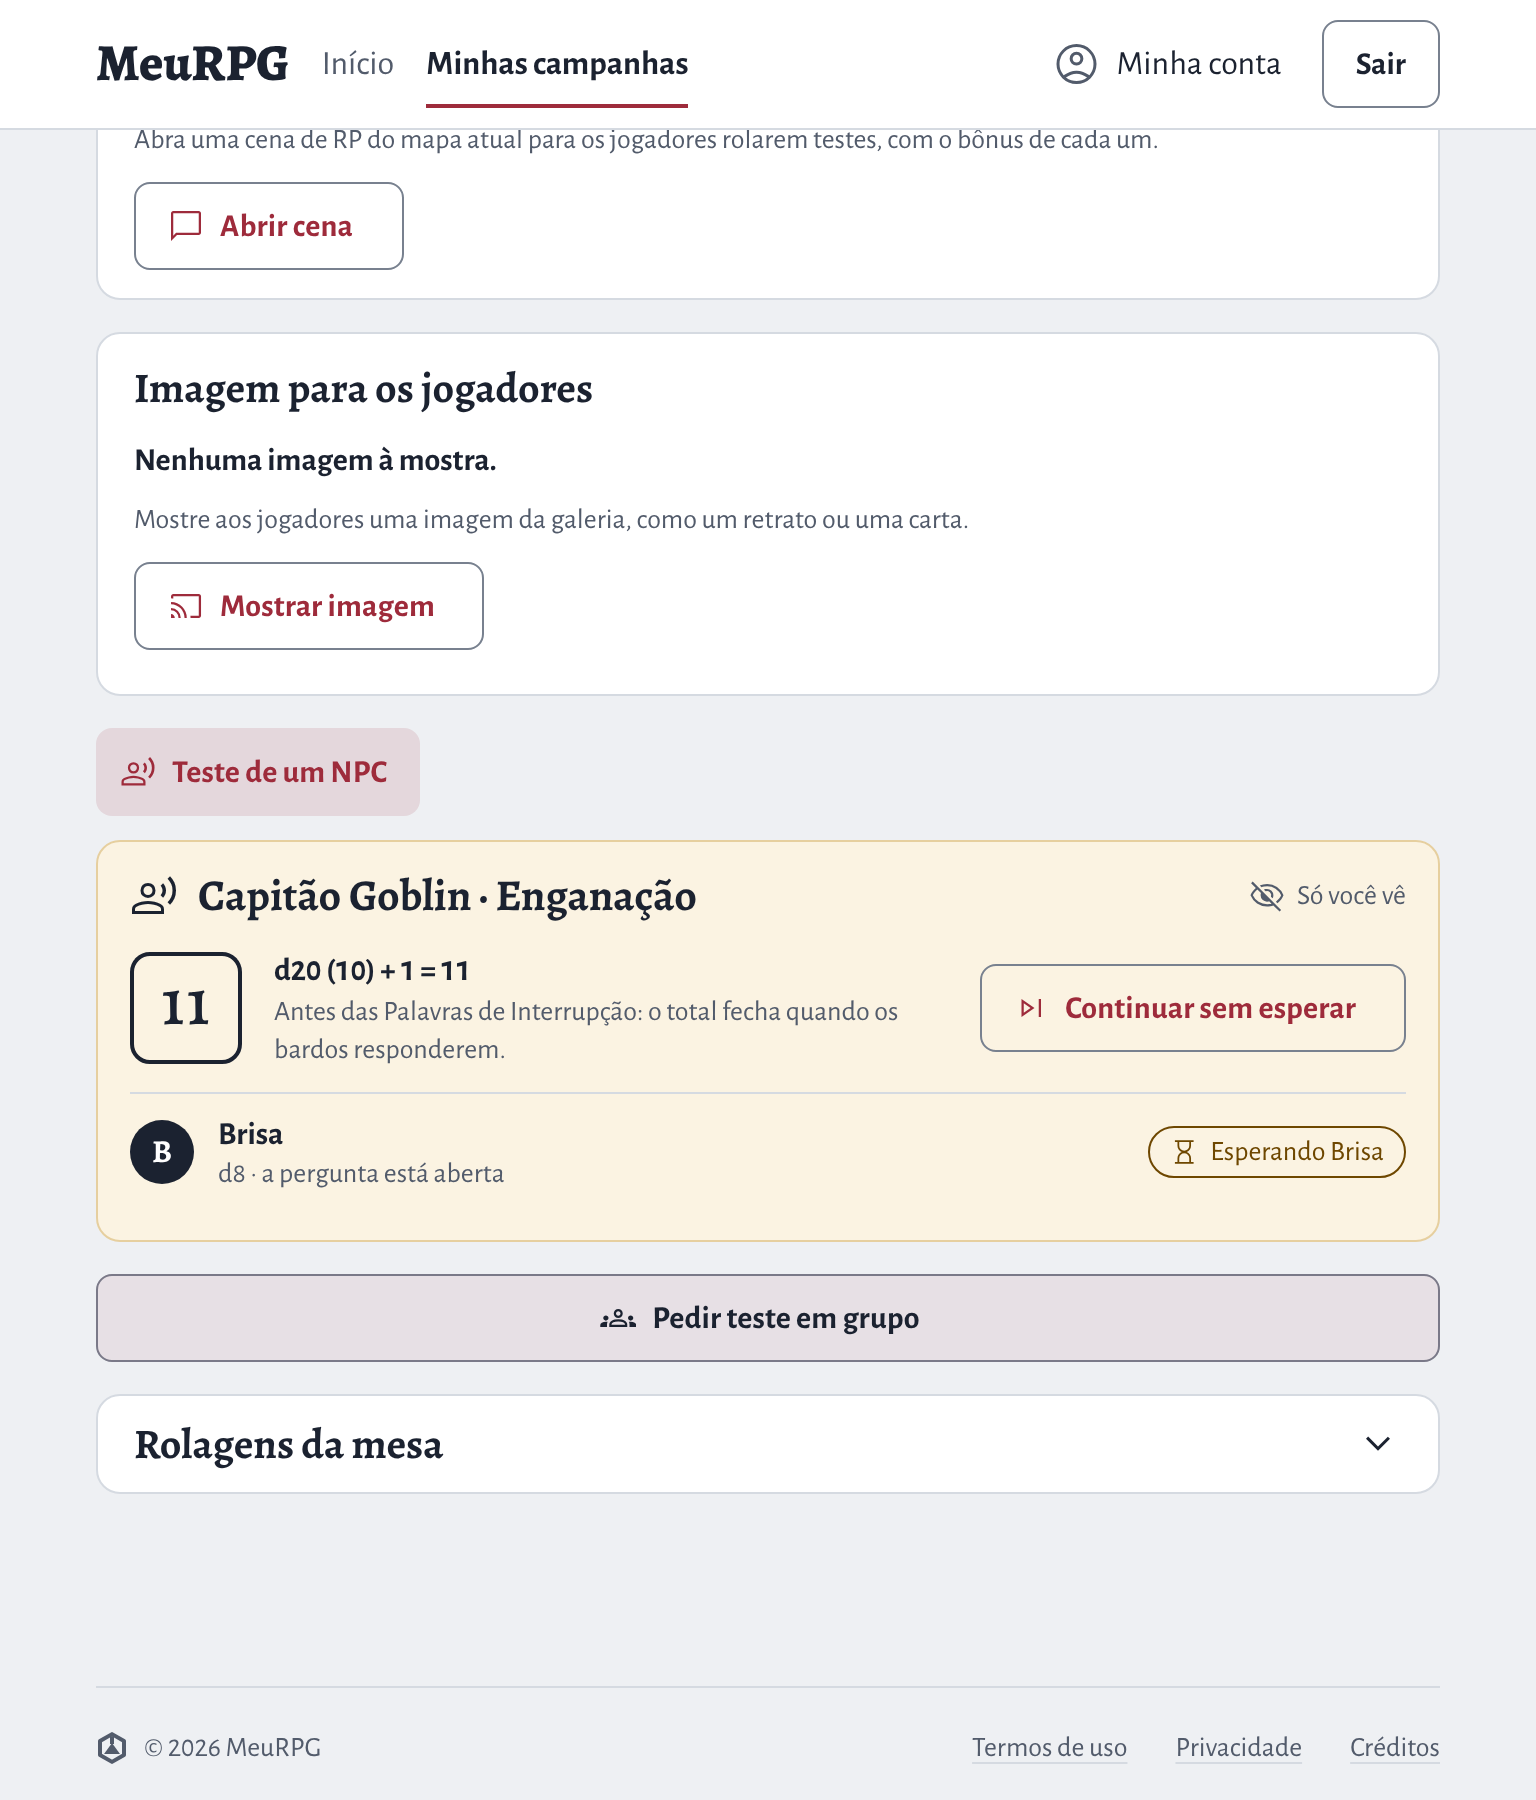 MeuRPG Início Minhas campanhas Minha conta Sair
Abra uma cena de RP do mapa atual para os jogadores rolarem testes, com o bônus de cada um.
Abrir cena
Imagem para os jogadores
Nenhuma imagem à mostra.
Mostre aos jogadores uma imagem da galeria, como um retrato ou uma carta.
Mostrar imagem
Teste de um NPC
Capitão Goblin · Enganação
Só você vê
11
d20 (10) + 1 = 11
Antes das Palavras de Interrupção: o total fecha quando os
bardos responderem.
Continuar sem esperar
B
Brisa
d8 · a pergunta está aberta
Esperando Brisa
Pedir teste em grupo
Rolagens da mesa
© 2026 MeuRPG
Termos de uso Privacidade Créditos